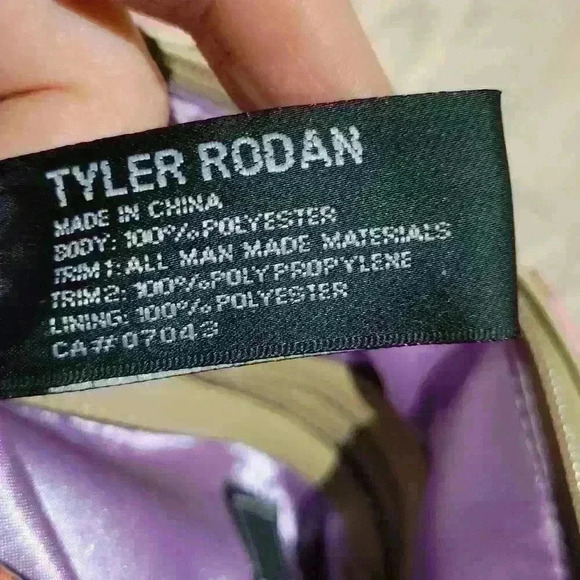 TYLER RODAN
MADE IN CHINA
BODY: 100% POLYESTER
TRIM 1: ALL MAN MADE MATERIALS
TRIM 2: 100% POLYPROPYLENE
LINING: 100% POLYESTER
CA# 07043